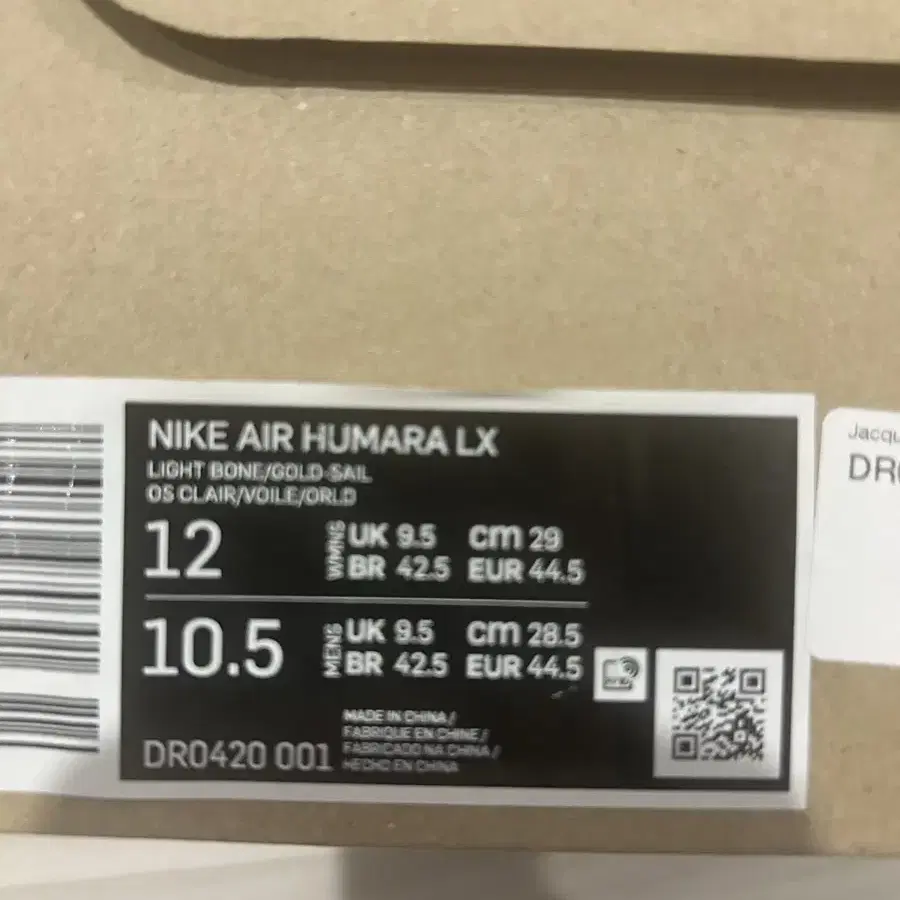 NIKE AIR HUMARA LX
LIGHT BONE/GOLD-SAIL
OS CLAIR/VOILE/ORLD
12 WMNS UK 9.5 cm 29
BR 42.5 EUR 44.5
10.5 MENS UK 9.5 cm 28.5
BR 42.5 EUR 44.5
MADE IN CHINA /
FABRIQUE EN CHINE /
FABRICADO NA CHINA /
HECHO EN CHINA
DR0420 001
Jacqu
DR0